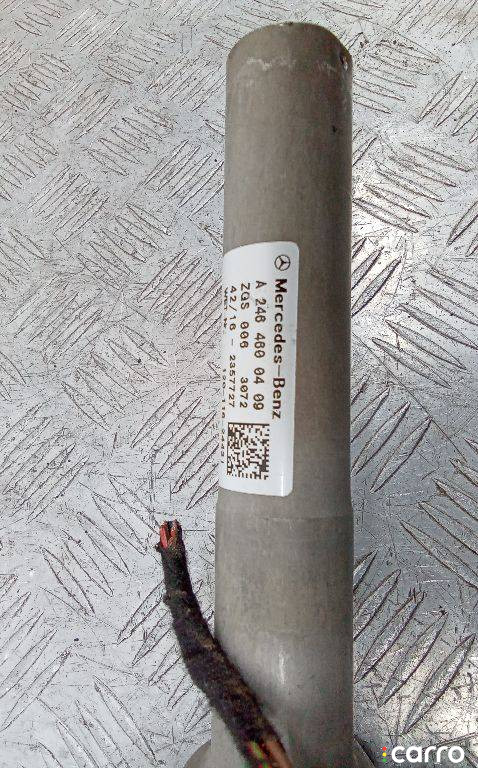 Mercedes-Benz
A 246 460 04 09
ZGS 006 3072
42/16 - 2357727
carro